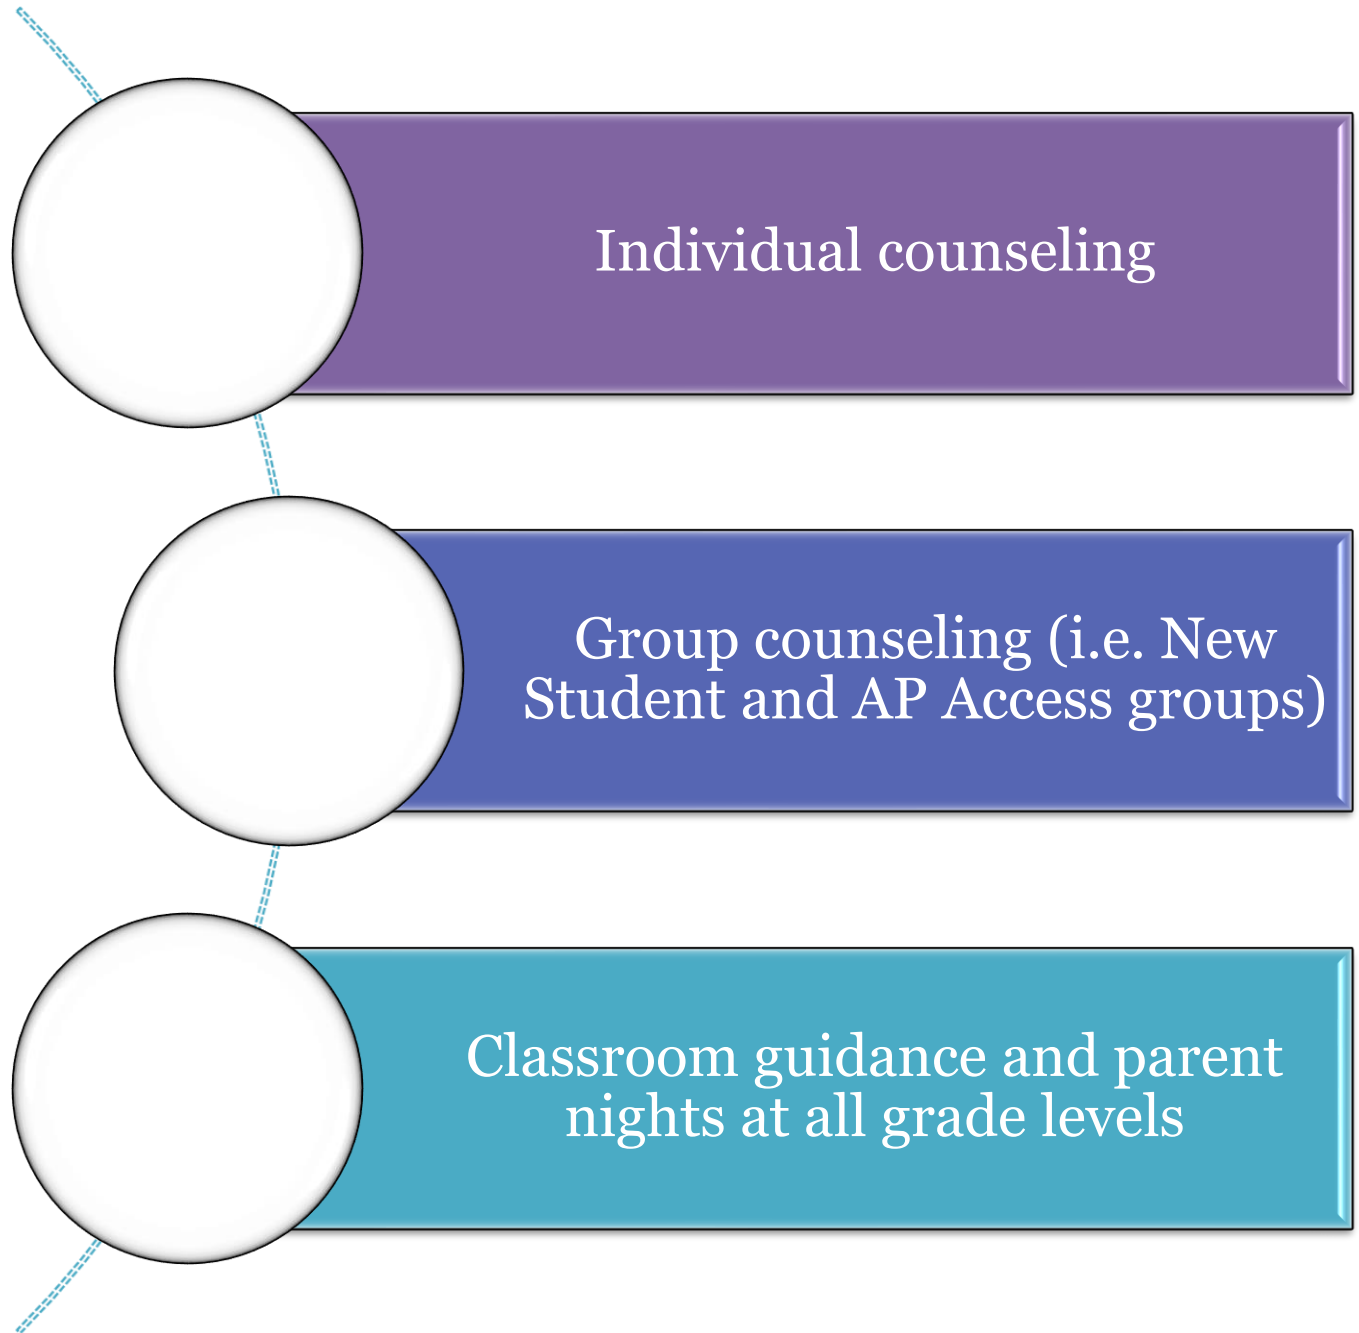 Individual counseling
Group counseling (i.e. New
Student and AP Access groups)
Classroom guidance and parent
nights at all grade levels